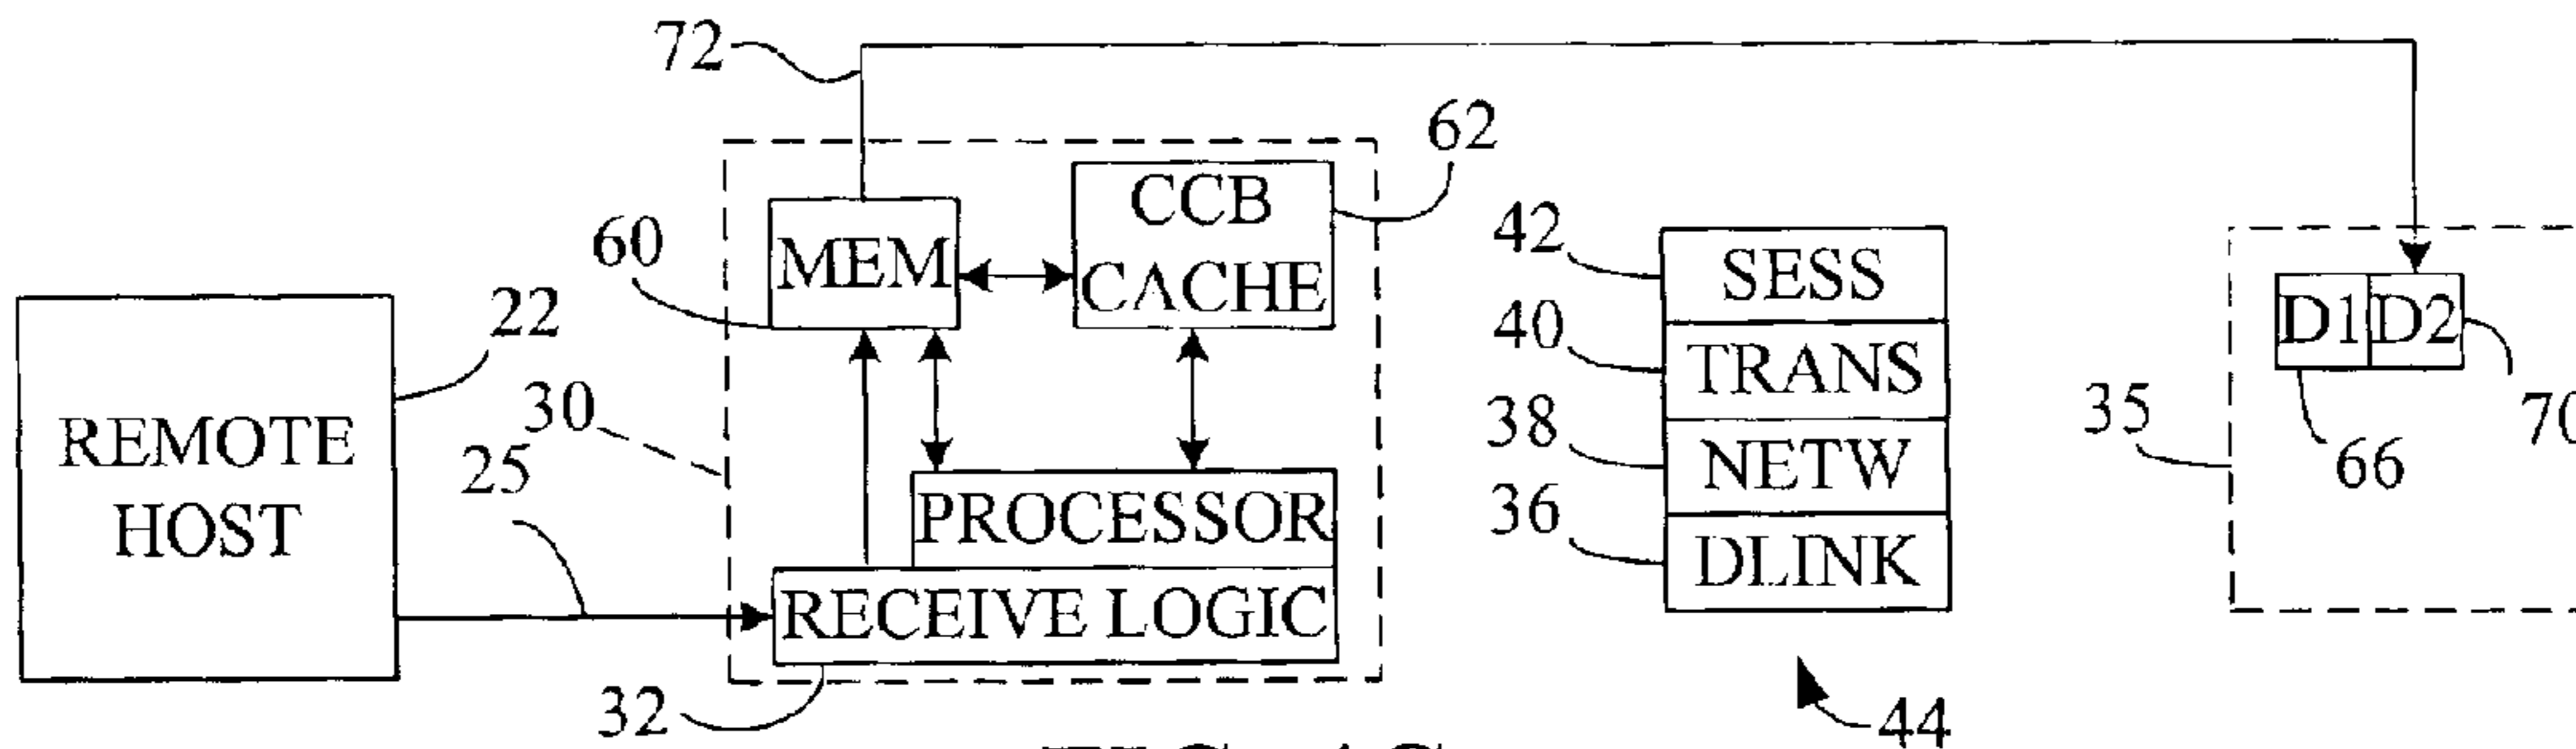 72
62
CCB
CACHE
MEM
60
22
REMOTE
HOST
25
30
PROCESSOR
RECEIVE LOGIC
32
42
SESS
40
TRANS
38
NETW
36
DLINK
44
35
D1 D2
66
70